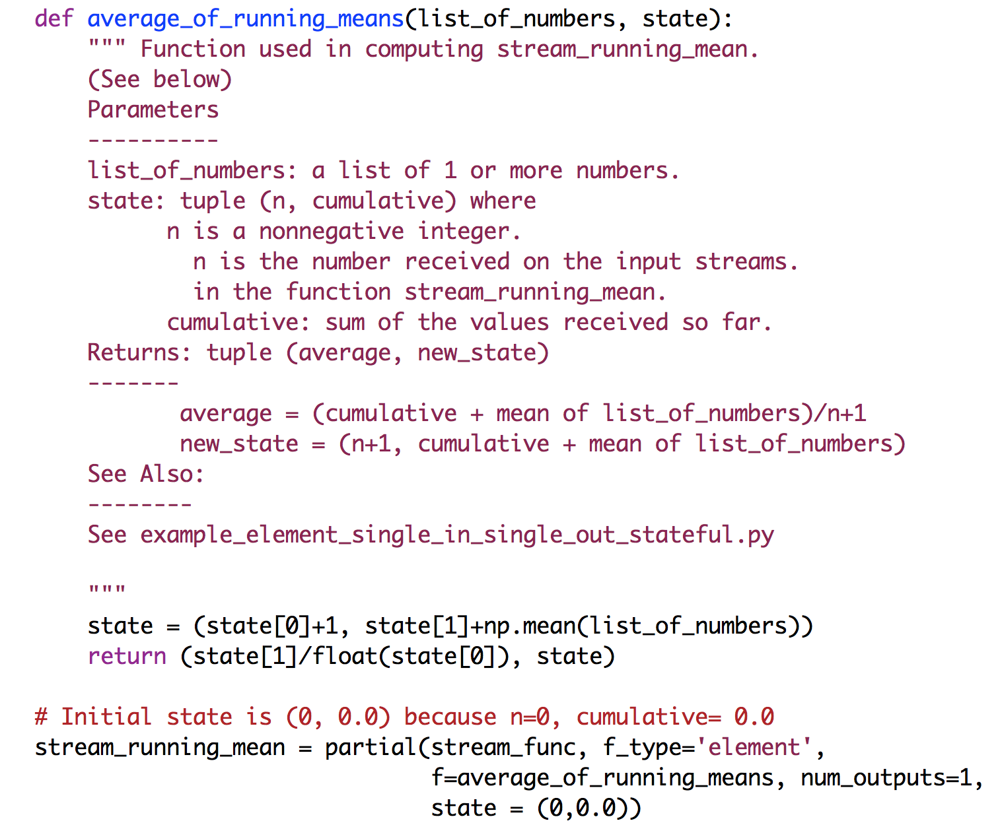 def average_of_running_means(list_of_numbers, state):
    """ Function used in computing stream_running_mean.
    (See below)
    Parameters
    ----------
    list_of_numbers: a list of 1 or more numbers.
    state: tuple (n, cumulative) where
          n is a nonnegative integer.
            n is the number received on the input streams.
            in the function stream_running_mean.
          cumulative: sum of the values received so far.
    Returns: tuple (average, new_state)
    -------
           average = (cumulative + mean of list_of_numbers)/n+1
           new_state = (n+1, cumulative + mean of list_of_numbers)
    See Also:
    --------
    See example_element_single_in_single_out_stateful.py

    """
    state = (state[0]+1, state[1]+np.mean(list_of_numbers))
    return (state[1]/float(state[0]), state)

# Initial state is (0, 0.0) because n=0, cumulative= 0.0
stream_running_mean = partial(stream_func, f_type='element',
                              f=average_of_running_means, num_outputs=1,
                              state = (0,0.0))